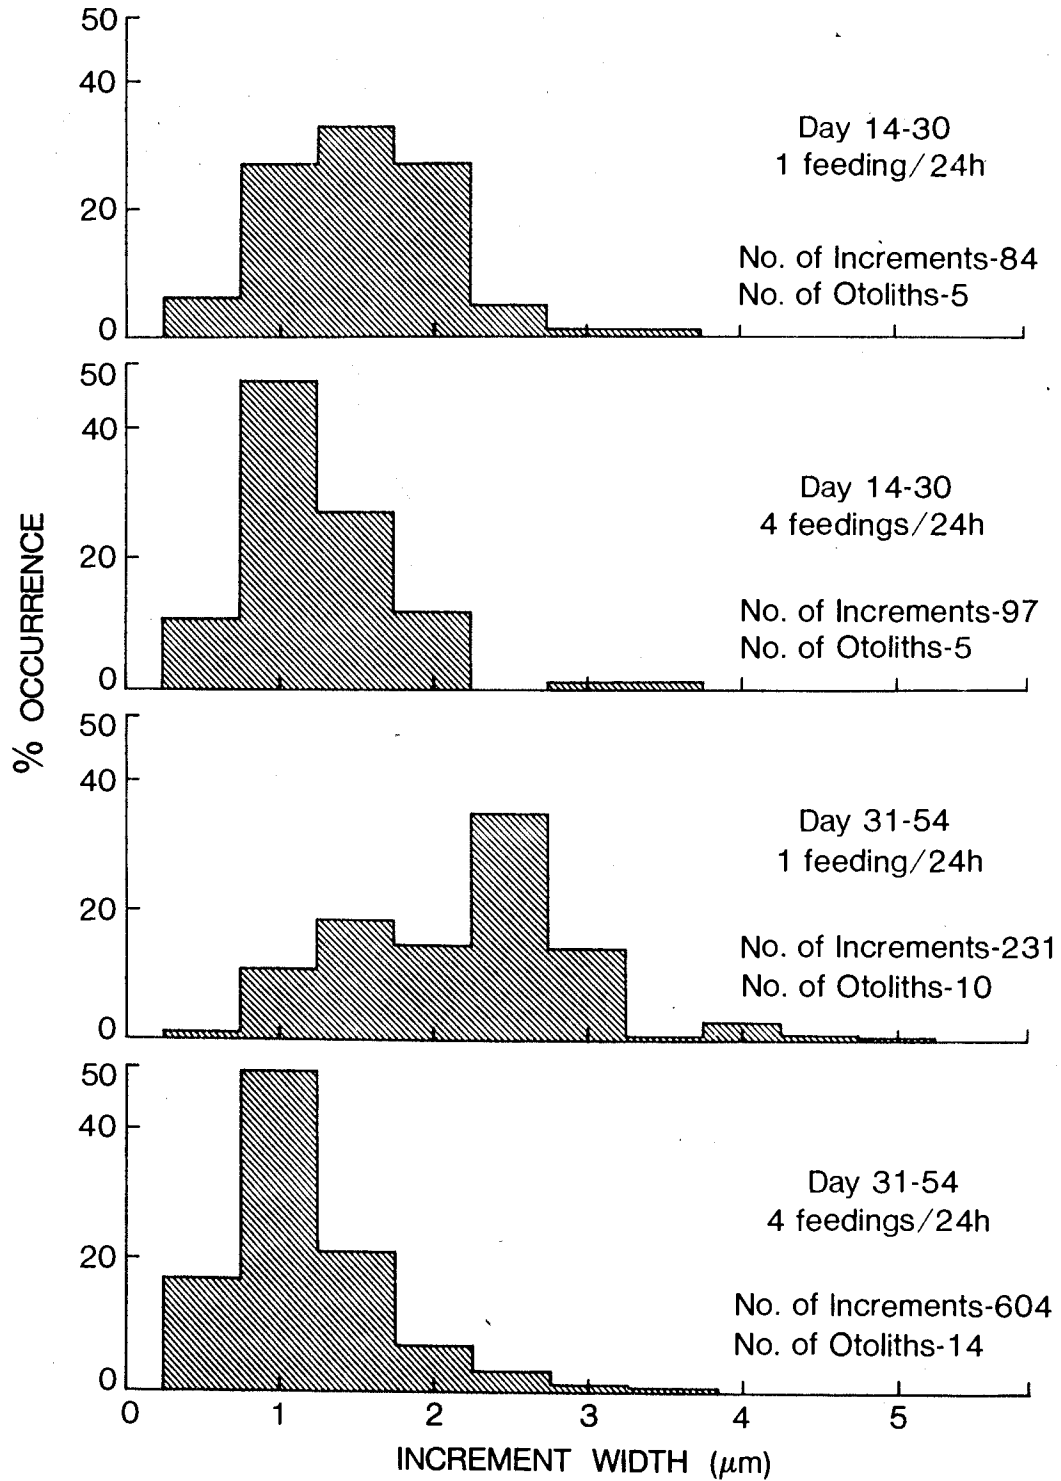 50
40
20
0
Day 14-30
1 feeding/24h
No. of Increments-84
No. of Otoliths-5
50
40
20
0
Day 14-30
4 feedings/24h
No. of Increments-97
No. of Otoliths-5
% OCCURRENCE
50
40
20
0
Day 31-54
1 feeding/24h
No. of Increments-231
No. of Otoliths-10
50
40
20
0
Day 31-54
4 feedings/24h
No. of Increments-604
No. of Otoliths-14
0 1 2 3 4 5
INCREMENT WIDTH (μm)